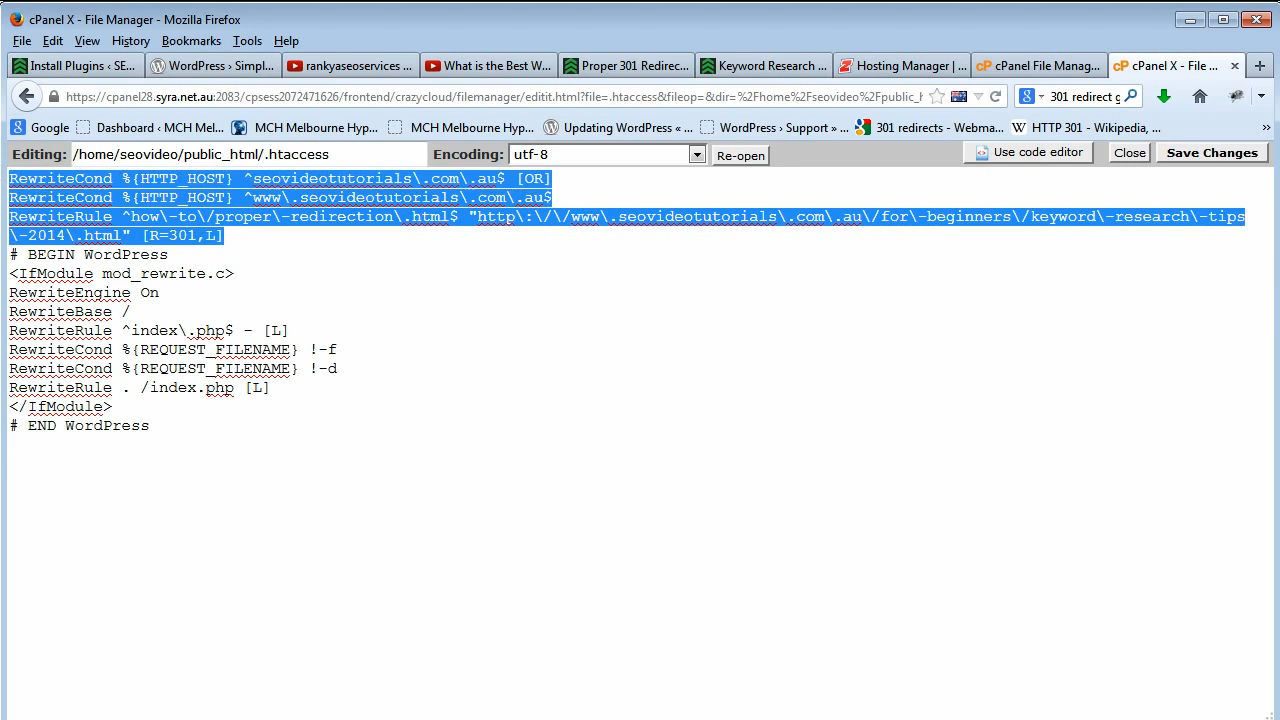 cPanel X - File Manager - Mozilla Firefox
File Edit View History Bookmarks Tools Help
Install Plugins ‹ SE...
WordPress › Simpl...
rankyaseoservices ...
What is the Best W...
Proper 301 Redirec...
Keyword Research ...
Hosting Manager | ...
cPanel File Manag...
cPanel X - File ...
https://cpanel28.syra.net.au:2083/cpsess2072471626/frontend/crazycloud/filemanager/editit.html?file=.htaccess&fileop=&dir=%2Fhome%2Fseovideo%2Fpublic_h
301 redirect g
Google
Dashboard ‹ MCH Mel...
MCH Melbourne Hyp...
MCH Melbourne Hyp...
Updating WordPress « ...
WordPress › Support » ...
301 redirects - Webma...
HTTP 301 - Wikipedia, ...
»
Editing: /home/seovideo/public_html/.htaccess Encoding: utf-8 Re-open Use code editor Close Save Changes
RewriteCond %{HTTP_HOST} ^seovideotutorials\.com\.au$ [OR]
RewriteCond %{HTTP_HOST} ^www\.seovideotutorials\.com\.au$
RewriteRule ^how\-to\/proper\-redirection\.html$ "http\:\/\/www\.seovideotutorials\.com\.au\/for\-beginners\/keyword\-research\-tips
\-2014\.html" [R=301,L]
# BEGIN WordPress
<IfModule mod_rewrite.c>
RewriteEngine On
RewriteBase /
RewriteRule ^index\.php$ - [L]
RewriteCond %{REQUEST_FILENAME} !-f
RewriteCond %{REQUEST_FILENAME} !-d
RewriteRule . /index.php [L]
</IfModule>
# END WordPress